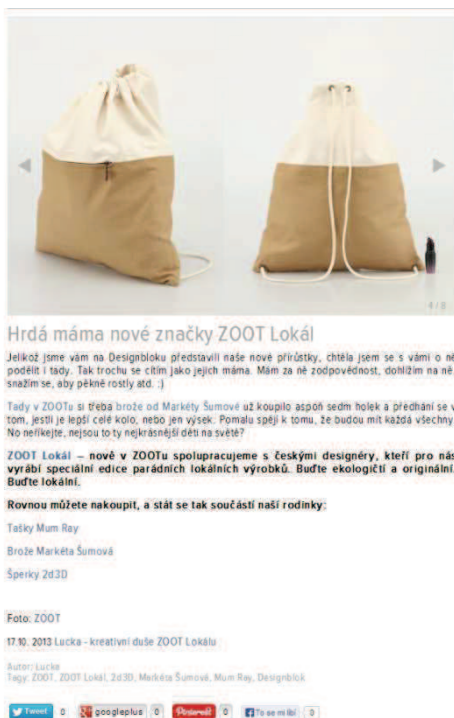 4 / 8
Hrdá máma nové značky ZOOT Lokál
Jelikož jsme vám na Designbloku představili naše nové přírůstky, chtěla jsem se s vámi o ně
podělit i tady. Tak trochu se cítím jako jejich máma. Mám za ně zodpovědnost, dohlížím na ně
snažím se, aby pěkně rostly atd. :)
Tady v ZOOTu si třeba brože od Markéty Šumové už koupilo aspoň sedm holek a předhání se v
tom, jestli je lepší celé kolo, nebo jen výsek. Pomalu spějí k tomu, že budou mít každá všechny.
No neříkejte, nejsou to ty nejkrásnější děti na světě?
ZOOT Lokál – nově v ZOOTu spolupracujeme s českými designéry, kteří pro nás
vyrábí speciální edice parádních lokálních výrobků. Buďte ekologičtí a originální.
Buďte lokální.
Rovnou můžete nakoupit, a stát se tak součástí naší rodinky:
Tašky Mum Ray
Brože Markéta Šumová
Šperky 2d3D
Foto: ZOOT
17.10. 2013 Lucka - kreativní duše ZOOT Lokálu
Autor: Lucka
Tagy: ZOOT, ZOOT Lokál, 2d3D, Markéta Šumová, Mum Ray, Designblok
Tweet 0 googleplus 0 Pinterest 0 To se mi líbí 0